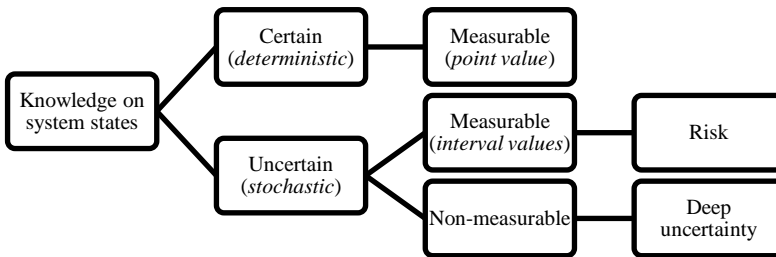 Knowledge on
system states
Certain
(deterministic)
Measurable
(point value)
Uncertain
(stochastic)
Measurable
(interval values)
Risk
Non-measurable
Deep
uncertainty